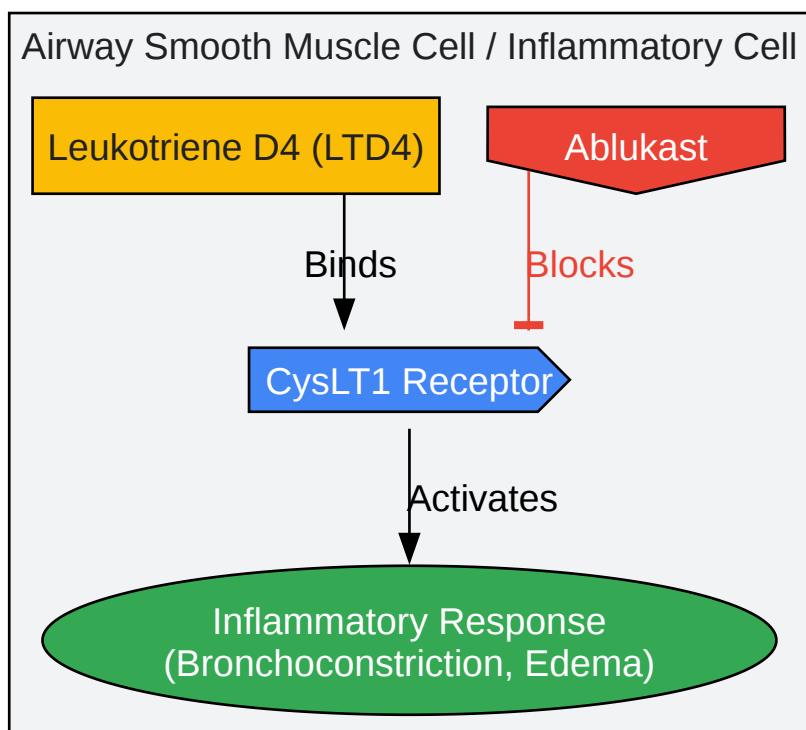 Airway Smooth Muscle Cell / Inflammatory Cell
Leukotriene D4 (LTD4)
Ablukast
Binds
Blocks
CysLT1 Receptor
Activates
Inflammatory Response
(Bronchoconstriction, Edema)